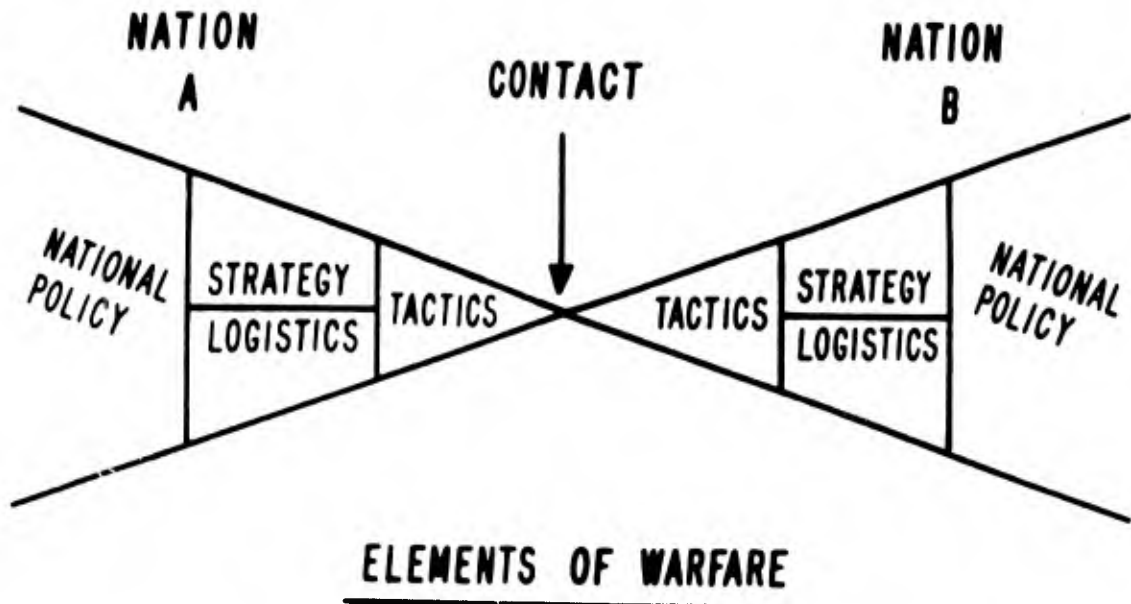 NATION
A
CONTACT
NATION
B
NATIONAL
POLICY
STRATEGY
LOGISTICS
TACTICS
TACTICS
STRATEGY
LOGISTICS
NATIONAL
POLICY
ELEMENTS OF WARFARE